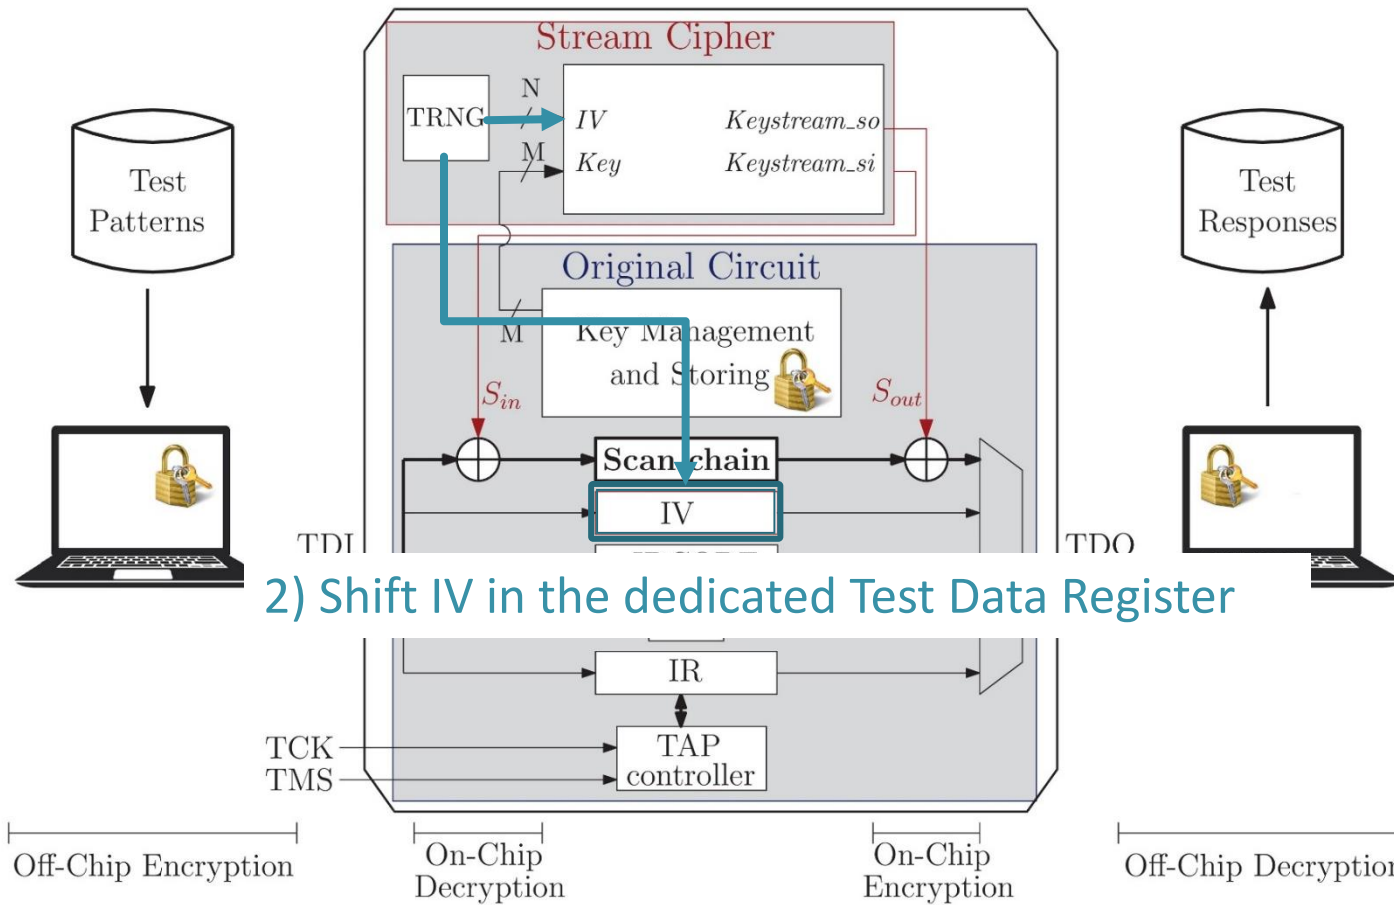 Stream Cipher
TRNG
N
M
IV
Key
Keystream_so
Keystream_si
Test
Patterns
Test
Responses
Original Circuit
M
Key Management
and Storing
S_in
S_out
Scan chain
IV
TDI
TDO
2) Shift IV in the dedicated Test Data Register
IR
TCK
TMS
TAP
controller
Off-Chip Encryption
On-Chip
Decryption
On-Chip
Encryption
Off-Chip Decryption